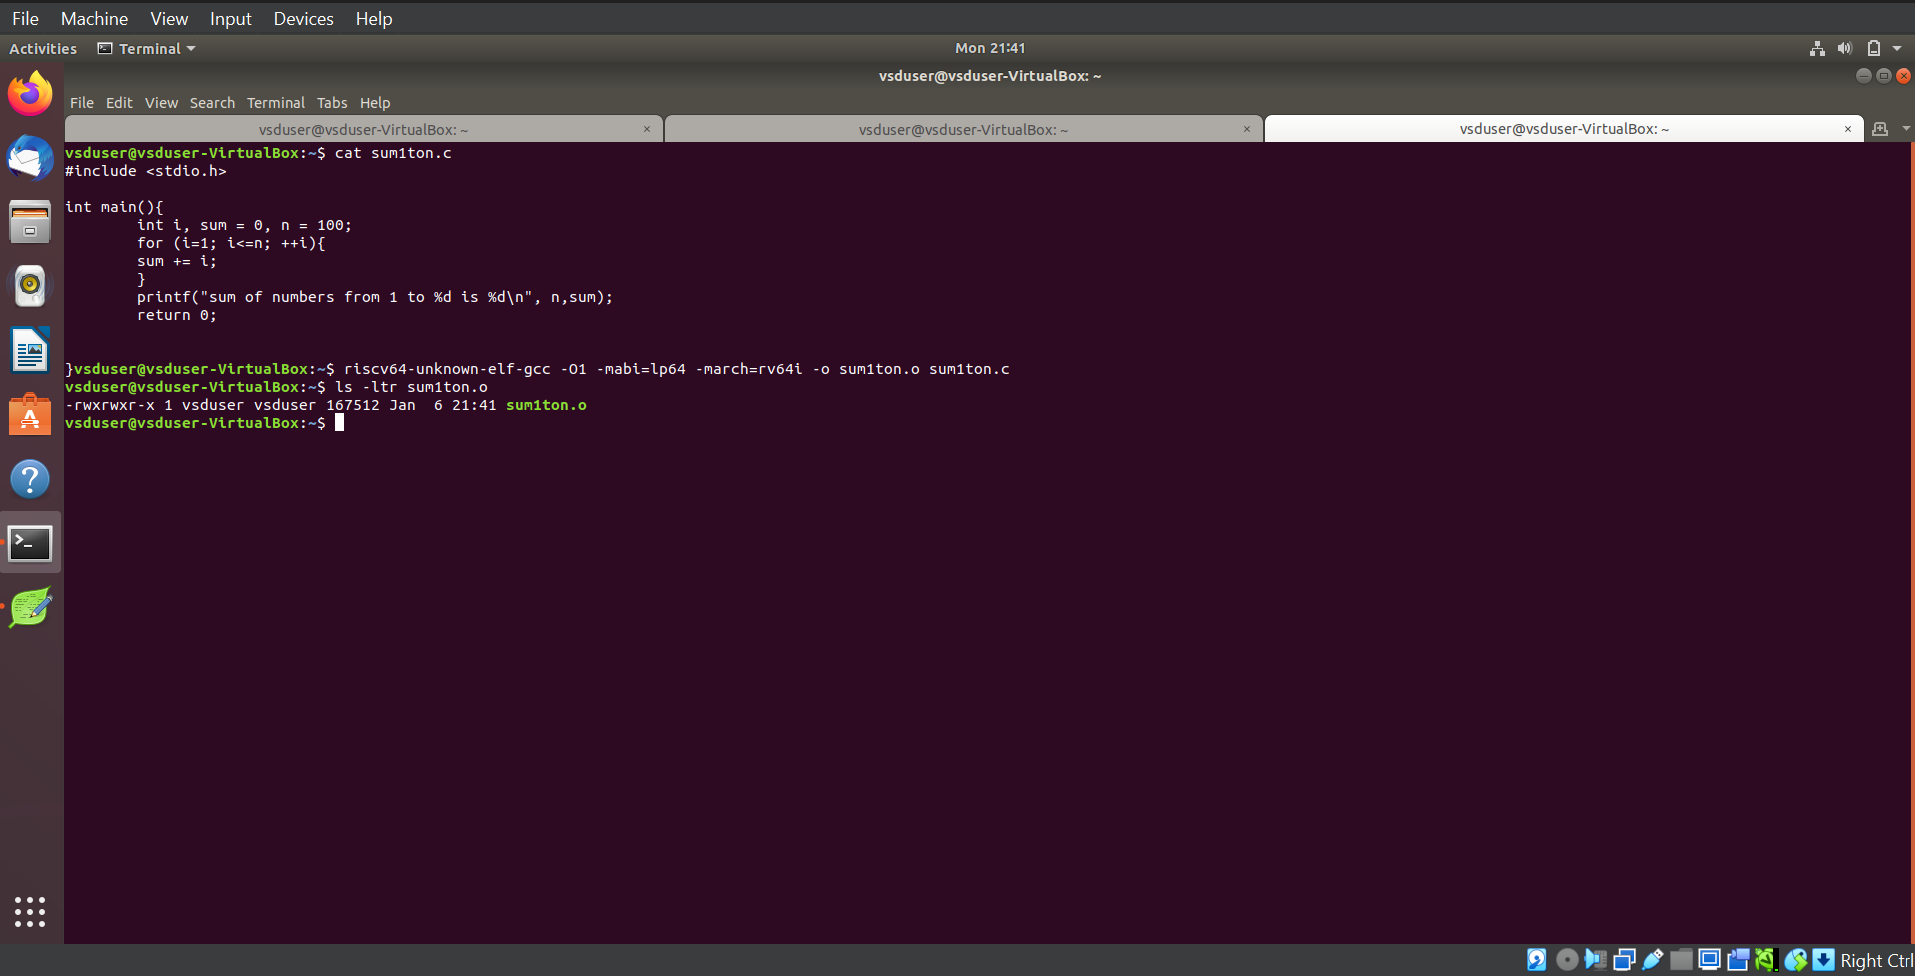 File Machine View Input Devices Help
Activities Terminal Mon 21:41
vsduser@vsduser-VirtualBox: ~
File Edit View Search Terminal Tabs Help
vsduser@vsduser-VirtualBox: ~ × vsduser@vsduser-VirtualBox: ~ × vsduser@vsduser-VirtualBox: ~ ×
vsduser@vsduser-VirtualBox:~$ cat sum1ton.c
#include <stdio.h>
int main(){
int i, sum = 0, n = 100;
for (i=1; i<=n; ++i){
sum += i;
}
printf("sum of numbers from 1 to %d is %d\n", n,sum);
return 0;
}vsduser@vsduser-VirtualBox:~$ riscv64-unknown-elf-gcc -O1 -mabi=lp64 -march=rv64i -o sum1ton.o sum1ton.c
vsduser@vsduser-VirtualBox:~$ ls -ltr sum1ton.o
-rwxrwxr-x 1 vsduser vsduser 167512 Jan  6 21:41 sum1ton.o
vsduser@vsduser-VirtualBox:~$
Right Ctrl